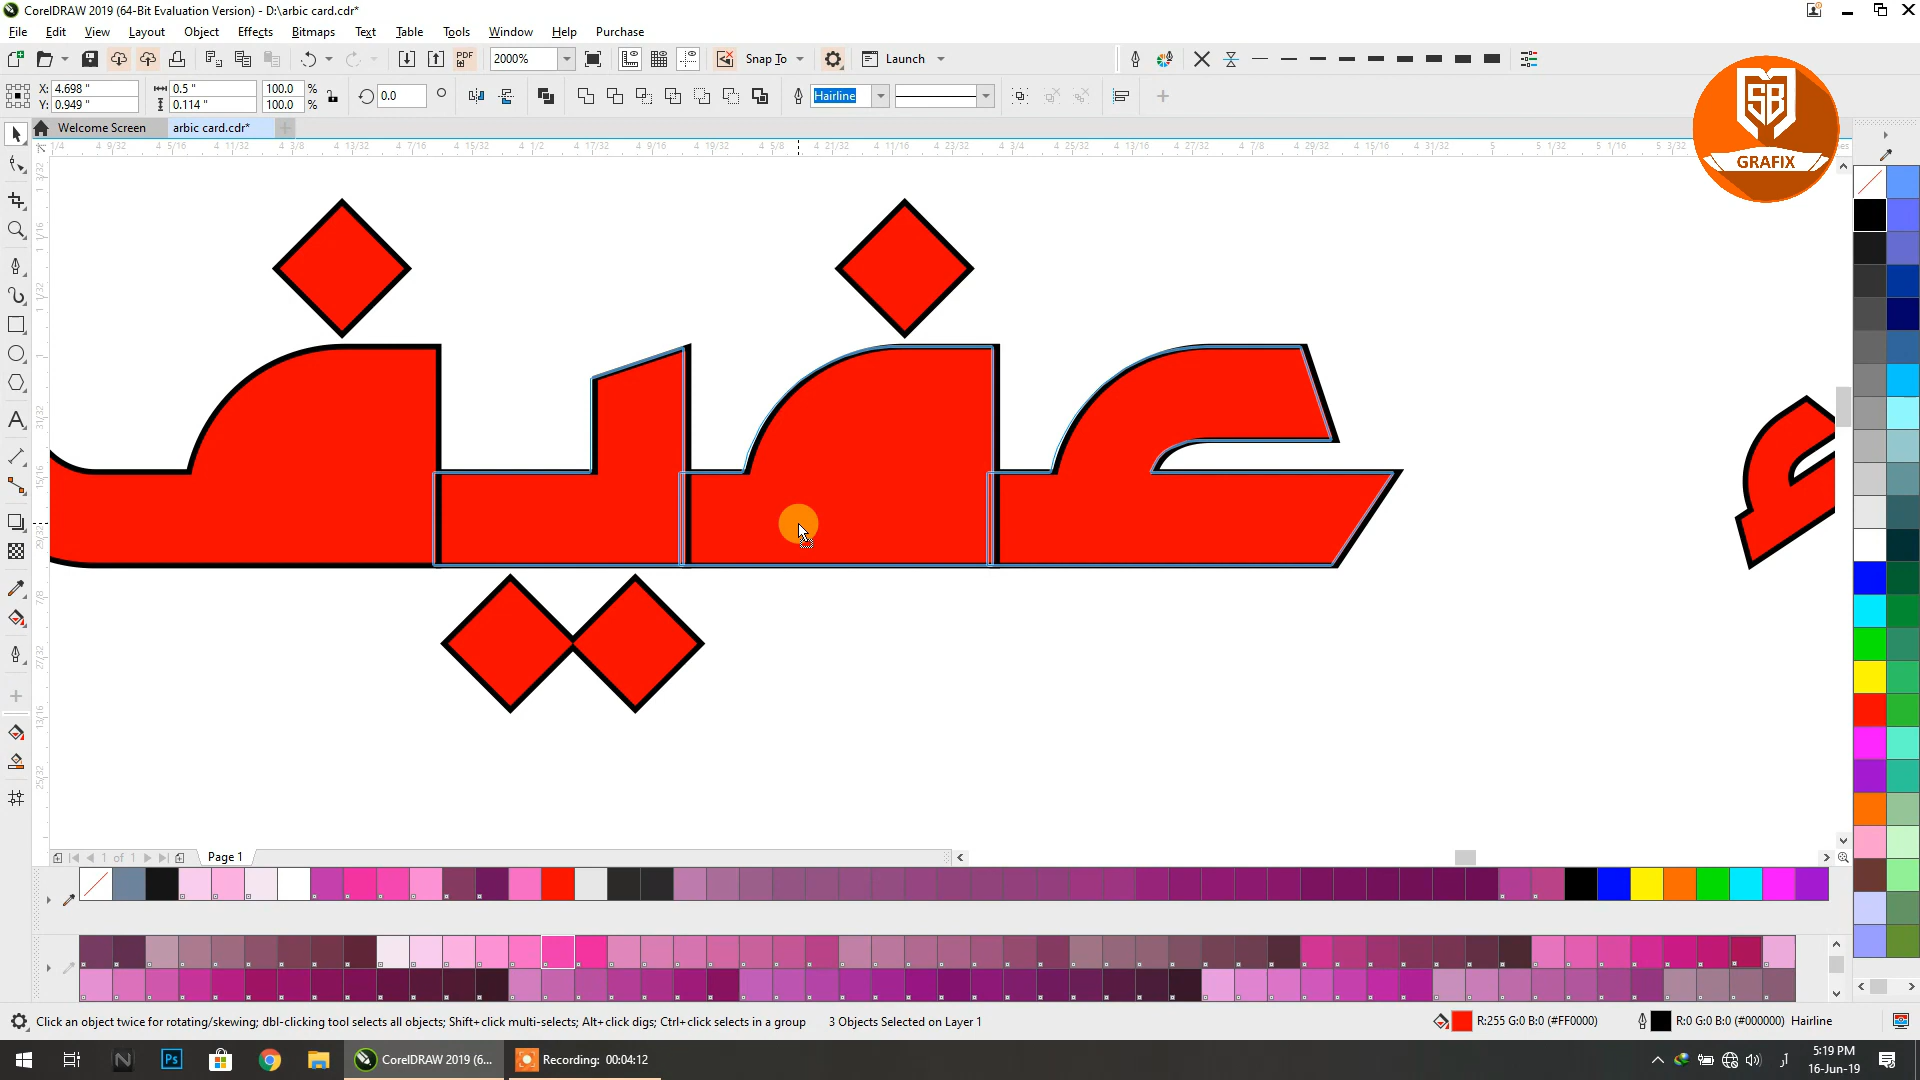 CorelDRAW 2019 (64-Bit Evaluation Version) - D:\arbic card.cdr*
File Edit View Layout Object Effects Bitmaps Text Table Tools Window Help Purchase
PDF 2000% Snap To Launch
X: 4.698 " 0.5 " 100.0 % 0.0 Hairline
Y: 0.949 " 0.114 " 100.0 %
Welcome Screen arbic card.cdr*
SB
GRAFIX
1 of 1 Page 1
Click an object twice for rotating/skewing; dbl-clicking tool selects all objects; Shift+click multi-selects; Alt+click digs; Ctrl+click selects in a group 3 Objects Selected on Layer 1 R:255 G:0 B:0 (#FF0000) R:0 G:0 B:0 (#000000) Hairline
CorelDRAW 2019 (6... Recording: 00:04:12 5:19 PM
16-Jun-19